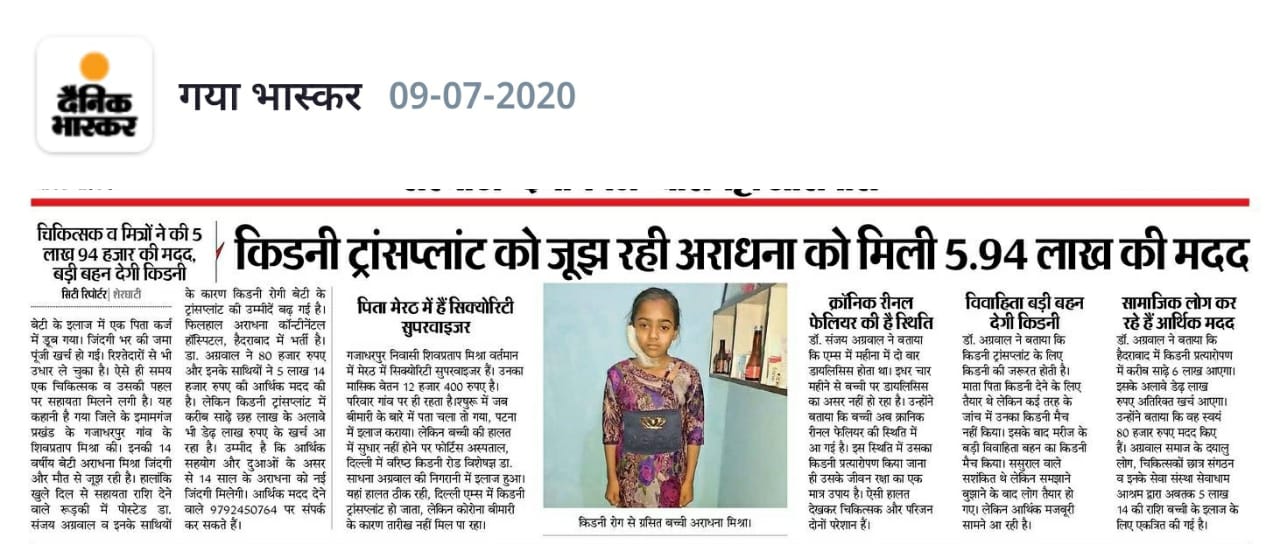 दैनिक
भास्कर
गया भास्कर 09-07-2020
चिकित्सक व मित्रों ने की 5
लाख 94 हजार की मदद,
बड़ी बहन देगी किडनी
किडनी ट्रांसप्लांट को जूझ रही अराधना को मिली 5.94 लाख की मदद
सिटी रिपोर्टर| शेरघाटी
बेटी के इलाज में एक पिता कर्ज
में डूब गया। जिंदगी भर की जमा
पूंजी खर्च हो गई। रिश्तेदारों से भी
उधार ले चुका है। ऐसे ही समय
एक चिकित्सक व उसकी पहल
पर सहायता मिलने लगी है। यह
कहानी है गया जिले के इमामगंज
प्रखंड के गजाधरपुर गांव के
शिवप्रताप मिश्रा की। इनकी 14
वर्षीय बेटी अराधना मिश्रा जिंदगी
और मौत से जूझ रही है। हालांकि
खुले दिल से सहायता राशि देने
वाले रूड़की में पोस्टेड डा.
संजय अग्रवाल व इनके साथियों
के कारण किडनी रोगी बेटी के
ट्रांसप्लांट की उम्मीदें बढ़ गई है।
फिलहाल अराधना कॉन्टीनेंटल
हॉस्पिटल, हैदराबाद में भर्ती है।
डा. अग्रवाल ने 80 हजार रुपए
और इनके साथियों ने 5 लाख 14
हजार रुपए की आर्थिक मदद की
है। लेकिन किडनी ट्रांसप्लांट में
करीब साढ़े छह लाख के अलावे
भी डेढ़ लाख रुपए के खर्च आ
रहा है। उम्मीद है कि आर्थिक
सहयोग और दुआओं के असर
से 14 साल के अराधना को नई
जिंदगी मिलेगी। आर्थिक मदद देने
वाले 9792450764 पर संपर्क
कर सकते हैं।
पिता मेरठ में हैं सिक्योरिटी
सुपरवाइजर
गजाधरपुर निवासी शिवप्रताप मिश्रा वर्तमान
में मेरठ में सिक्योरिटी सुपरवाइजर हैं। उनका
मासिक वेतन 12 हजार 400 रुपए है।
परिवार गांव पर ही रहता है।श्पुरू में जब
बीमारी के बारे में पता चला तो गया, पटना
में इलाज कराया। लेकिन बच्ची की हालत
में सुधार नहीं होने पर फोर्टिस अस्पताल,
दिल्ली में वरिष्ठ किडनी रोड विशेषज्ञ डा.
साधना अग्रवाल की निगरानी में इलाज हुआ।
यहां हालत ठीक रही, दिल्ली एम्स में किडनी
ट्रांसप्लांट हो जाता, लेकिन कोरोना बीमारी
के कारण तारीख नहीं मिल पा रहा।
किडनी रोग से ग्रसित बच्ची अराधना मिश्रा।
क्रॉनिक रीनल
फेलियर की है स्थिति
डॉ. संजय अग्रवाल ने बताया
कि एम्स में महीना में दो बार
डायलिसिस होता था। इधर चार
महीने से बच्ची पर डायलिसिस
का असर नहीं हो रहा है। उन्होंने
बताया कि बच्ची अब क्रानिक
रीनल फेलियर की स्थिति में
आ गई है। इस स्थिति में उसका
किडनी प्रत्यारोपण किया जाना
ही उसके जीवन रक्षा का एक
मात्र उपाय है। ऐसी हालत
देखकर चिकित्सक और परिजन
दोनों परेशान हैं।
विवाहिता बड़ी बहन
देगी किडनी
डॉ. अग्रवाल ने बताया कि
किडनी ट्रांसप्लांट के लिए
किडनी की जरूरत होती है।
माता पिता किडनी देने के लिए
तैयार थे लेकिन कई तरह के
जांच में उनका किडनी मैच
नहीं किया। इसके बाद मरीज के
बड़ी विवाहिता बहन का किडनी
मैच किया। ससुराल वाले
सशंकित थे लेकिन समझाने
बुझाने के बाद लोग तैयार हो
गए। लेकिन आर्थिक मजबूरी
सामने आ रही है।
सामाजिक लोग कर
रहे हैं आर्थिक मदद
डॉ. अग्रवाल ने बताया कि
हैदराबाद में किडनी प्रत्यारोपण
में करीब साढ़े 6 लाख आएगा।
इसके अलावे डेढ़ लाख
रुपए अतिरिक्त खर्च आएगा।
उन्होंने बताया कि वह स्वयं
80 हजार रुपए मदद किए
हैं। अग्रवाल समाज के दयालु
लोग, चिकित्सकों छात्र संगठन
व इनके सेवा संस्था सेवाधाम
आश्रम द्वारा अबतक 5 लाख
14 की राशि बच्ची के इलाज के
लिए एकत्रित की गई है।